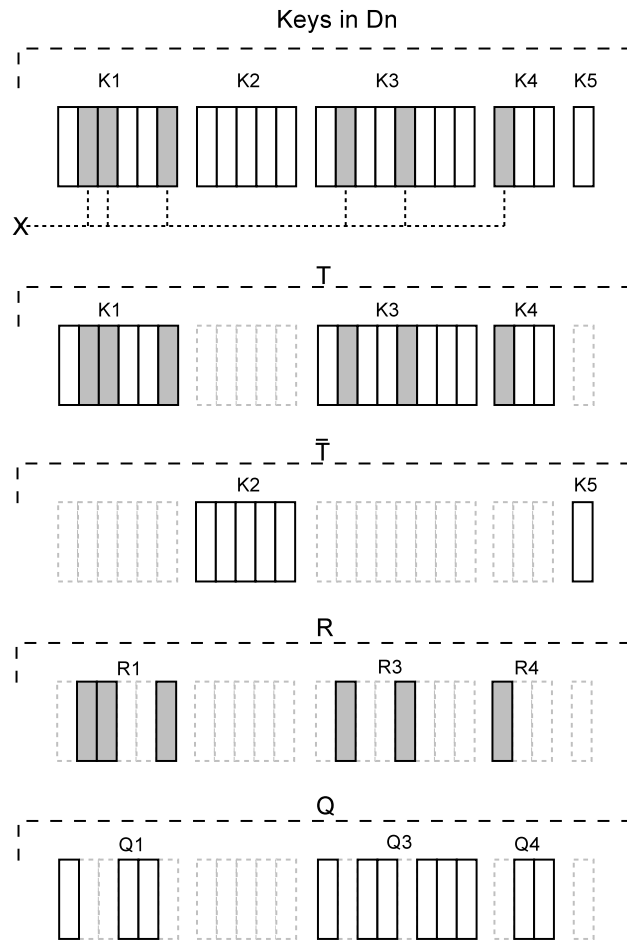 Keys in Dn
K1 K2 K3 K4 K5
X
T
K1 K3 K4
T̄
K2 K5
R
R1 R3 R4
Q
Q1 Q3 Q4